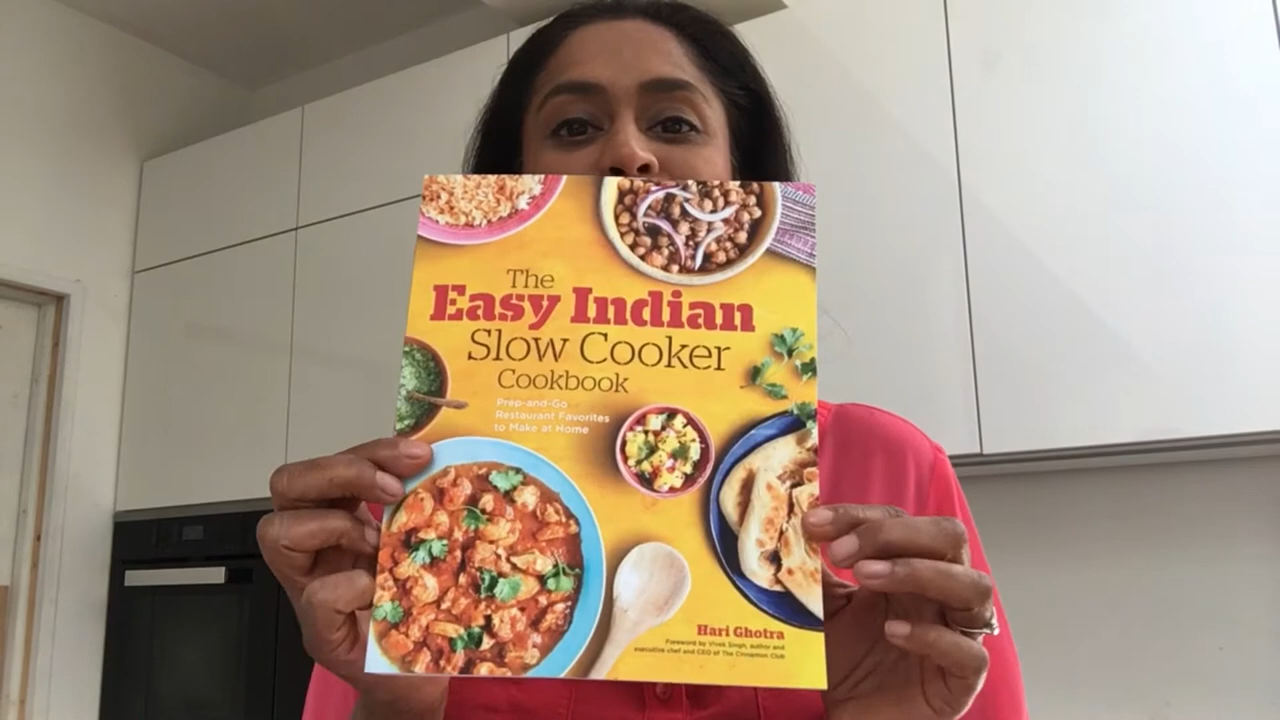 The
Easy Indian
Slow Cooker
Cookbook
Prep-and-Go
Restaurant Favorites
to Make at Home
Hari Ghotra
Foreword by Vivek Singh, author and
executive chef and CEO of The Cinnamon Club